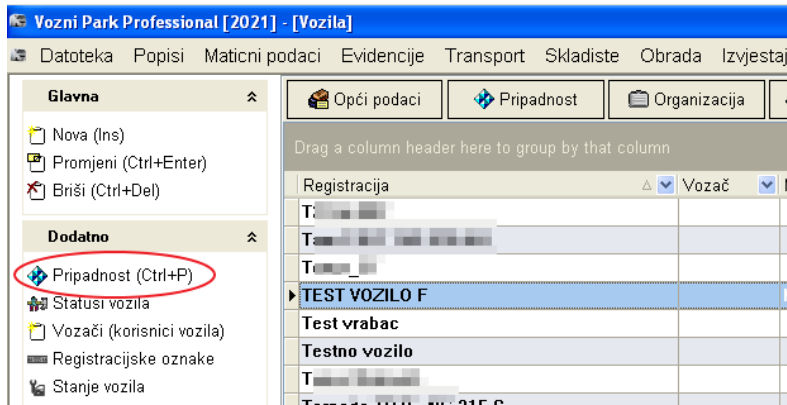 Vozni Park Professional [2021] - [Vozila]
Datoteka Popisi Maticni podaci Evidencije Transport Skladiste Obrada Izvjestaj
Glavna
Nova (Ins)
Promjeni (Ctrl+Enter)
Briši (Ctrl+Del)
Dodatno
Pripadnost (Ctrl+P)
Statusi vozila
Vozači (korisnici vozila)
Registracijske oznake
Stanje vozila
Opći podaci Pripadnost Organizacija
Drag a column header here to group by that column
Registracija Vozač
TEST VOZILO F
Test vrabac
Testno vozilo